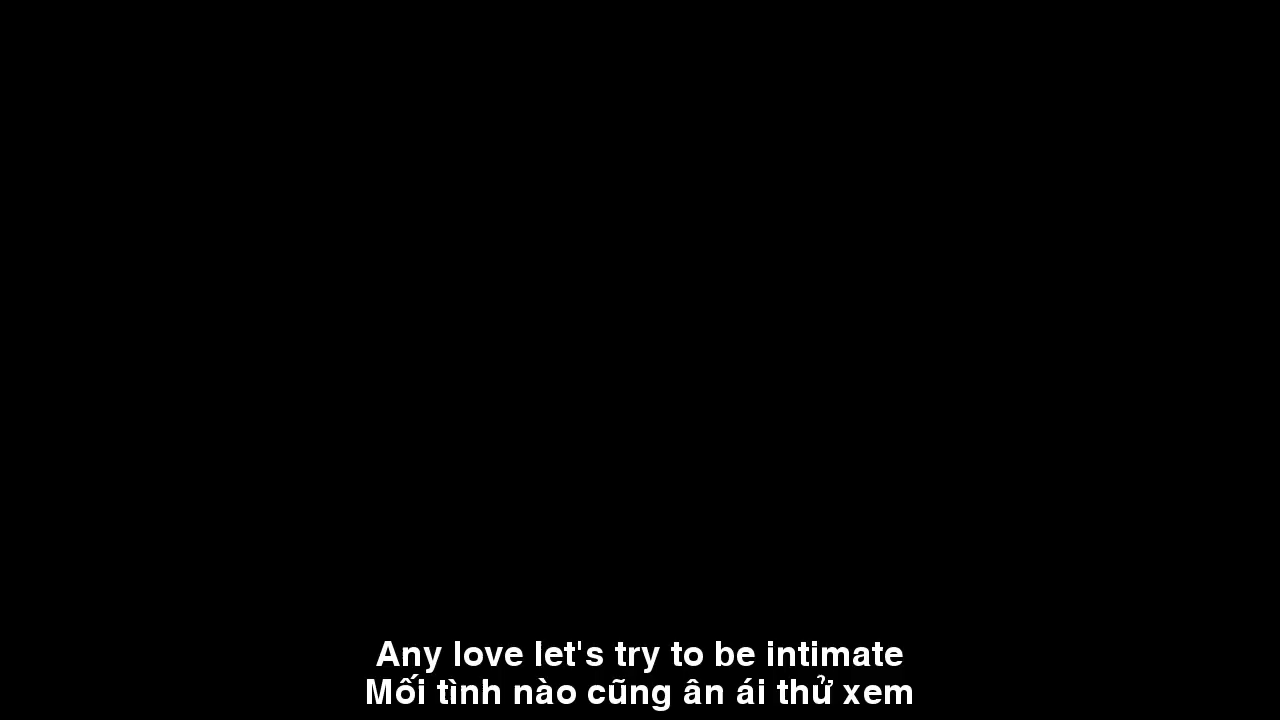 Any love let's try to be intimate
Mối tình nào cũng ân ái thử xem